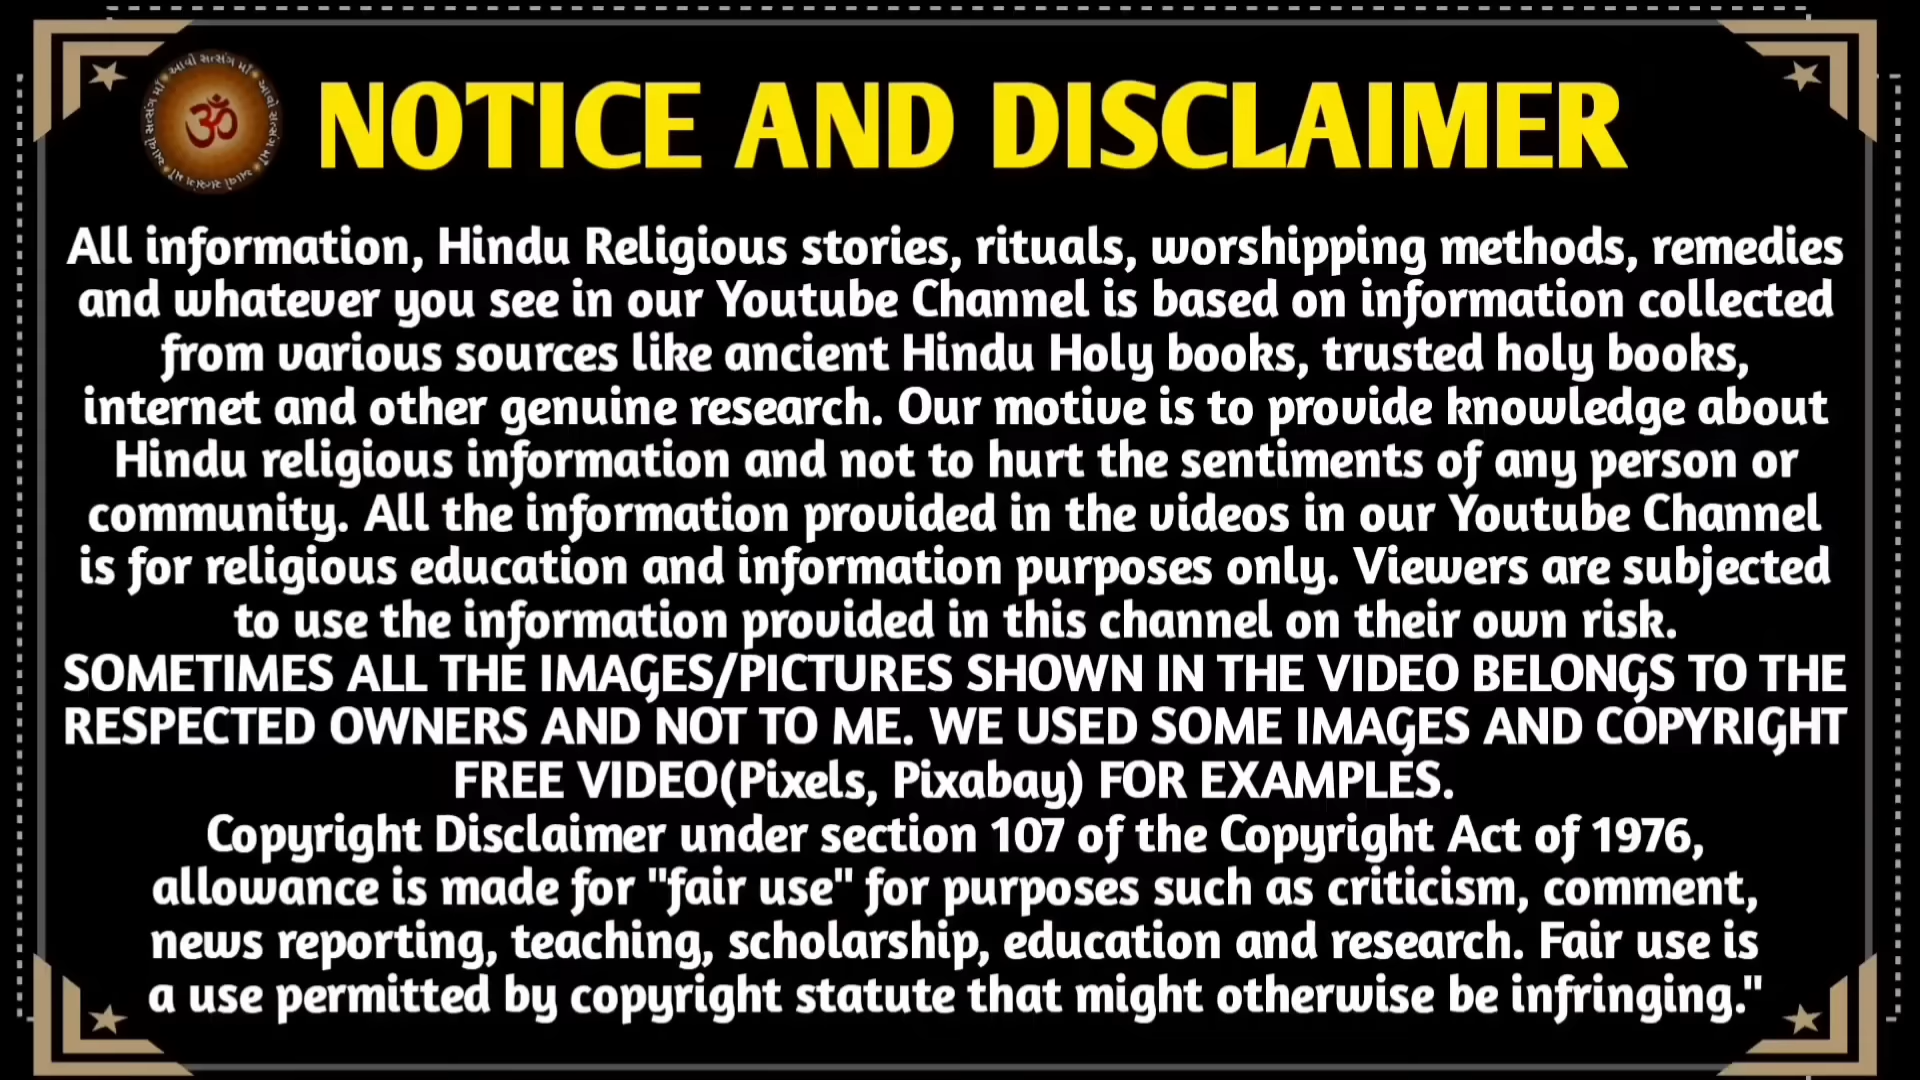 આવો સત્સંગ માઁ • આવો સત્સંગ માઁ • આવો સત્સંગ માઁ • આવો સત્સંગ માઁ
ॐ
NOTICE AND DISCLAIMER
All information, Hindu Religious stories, rituals, worshipping methods, remedies
and whatever you see in our Youtube Channel is based on information collected
from various sources like ancient Hindu Holy books, trusted holy books,
internet and other genuine research. Our motive is to provide knowledge about
Hindu religious information and not to hurt the sentiments of any person or
community. All the information provided in the videos in our Youtube Channel
is for religious education and information purposes only. Viewers are subjected
to use the information provided in this channel on their own risk.
SOMETIMES ALL THE IMAGES/PICTURES SHOWN IN THE VIDEO BELONGS TO THE
RESPECTED OWNERS AND NOT TO ME. WE USED SOME IMAGES AND COPYRIGHT
FREE VIDEO(Pixels, Pixabay) FOR EXAMPLES.
Copyright Disclaimer under section 107 of the Copyright Act of 1976,
allowance is made for "fair use" for purposes such as criticism, comment,
news reporting, teaching, scholarship, education and research. Fair use is
a use permitted by copyright statute that might otherwise be infringing."